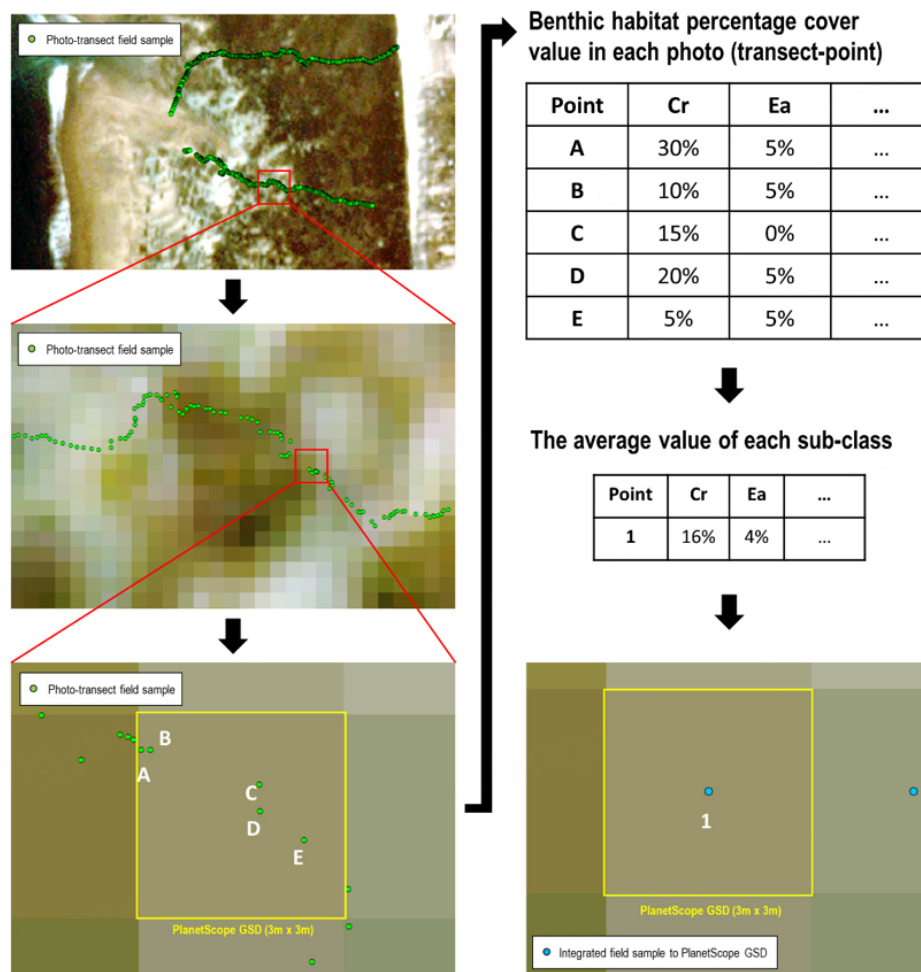 Photo-transect field sample
Photo-transect field sample
A
B
C
D
E
PlanetScope GSD (3m x 3m)
Photo-transect field sample
Benthic habitat percentage cover
value in each photo (transect-point)
Point Cr Ea ...
A 30% 5% ...
B 10% 5% ...
C 15% 0% ...
D 20% 5% ...
E 5% 5% ...
The average value of each sub-class
Point Cr Ea ...
1 16% 4% ...
1
PlanetScope GSD (3m x 3m)
Integrated field sample to PlanetScope GSD